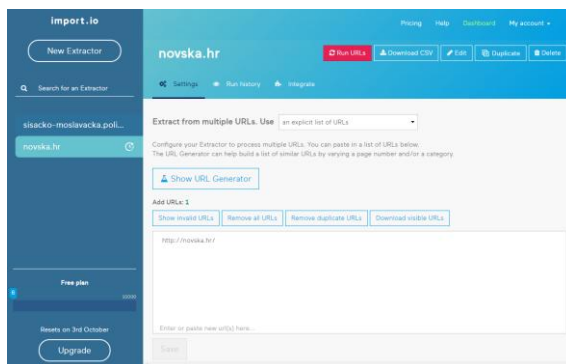 import.io
Pricing Help Dashboard My account
New Extractor
novska.hr
Run URLs Download CSV Edit Duplicate Delete
Search for an Extractor
Settings Run history Integrate
sisacko-moslavacka.poli...
novska.hr
Extract from multiple URLs. Use an explicit list of URLs
Configure your Extractor to process multiple URLs. You can paste in a list of URLs below.
The URL Generator can help build a list of similar URLs by varying a page number and/or a category.
Show URL Generator
Add URLs: 1
Show invalid URLs Remove all URLs Remove duplicate URLs Download visible URLs
http://novska.hr/
Free plan
Resets on 3rd October
Enter or paste new url(s) here...
Upgrade
Save